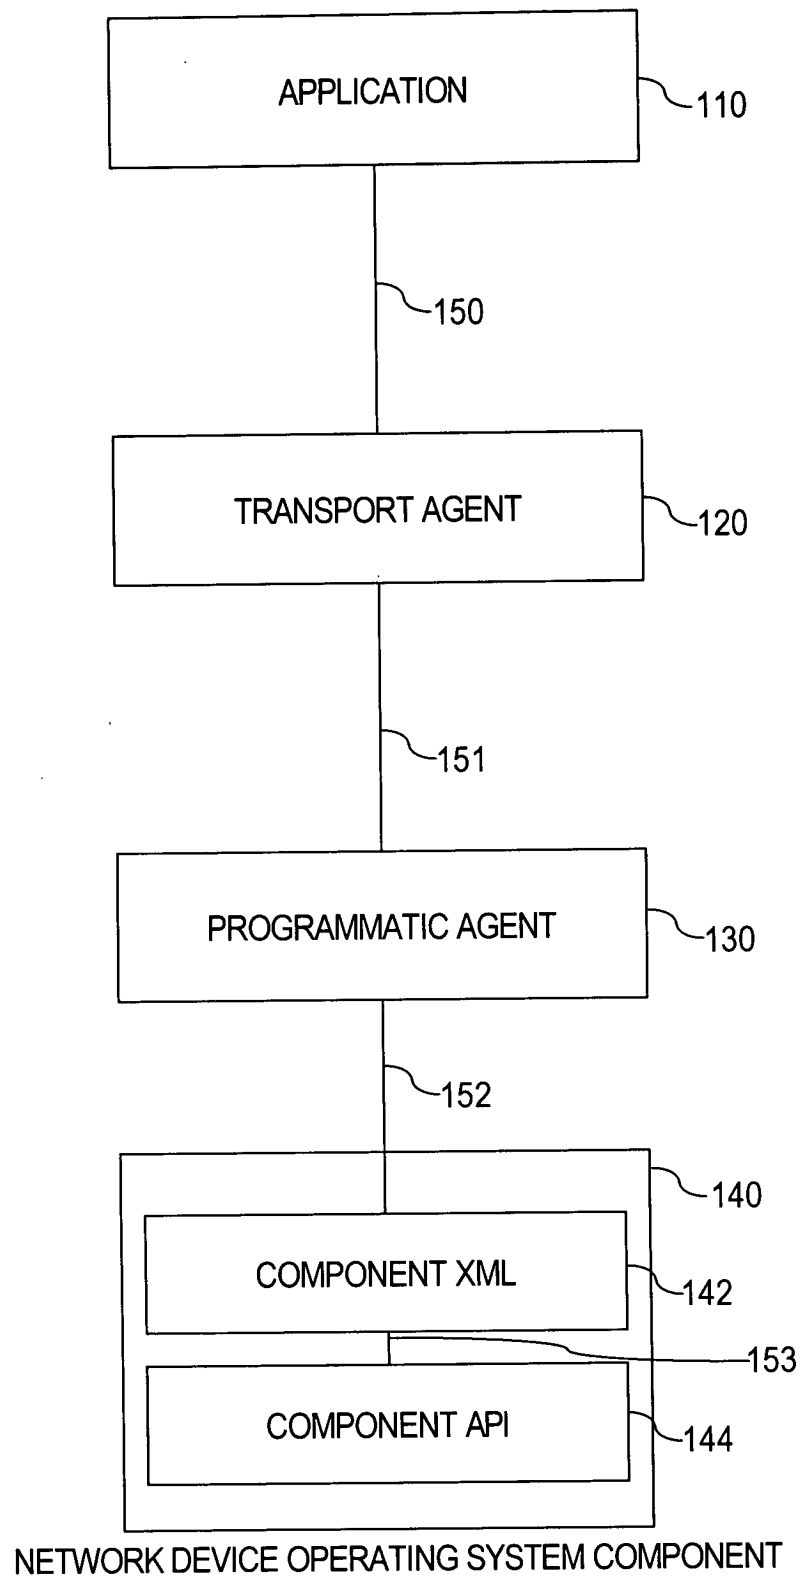 APPLICATION
110
150
TRANSPORT AGENT
120
151
PROGRAMMATIC AGENT
130
152
140
COMPONENT XML
142
153
COMPONENT API
144
NETWORK DEVICE OPERATING SYSTEM COMPONENT